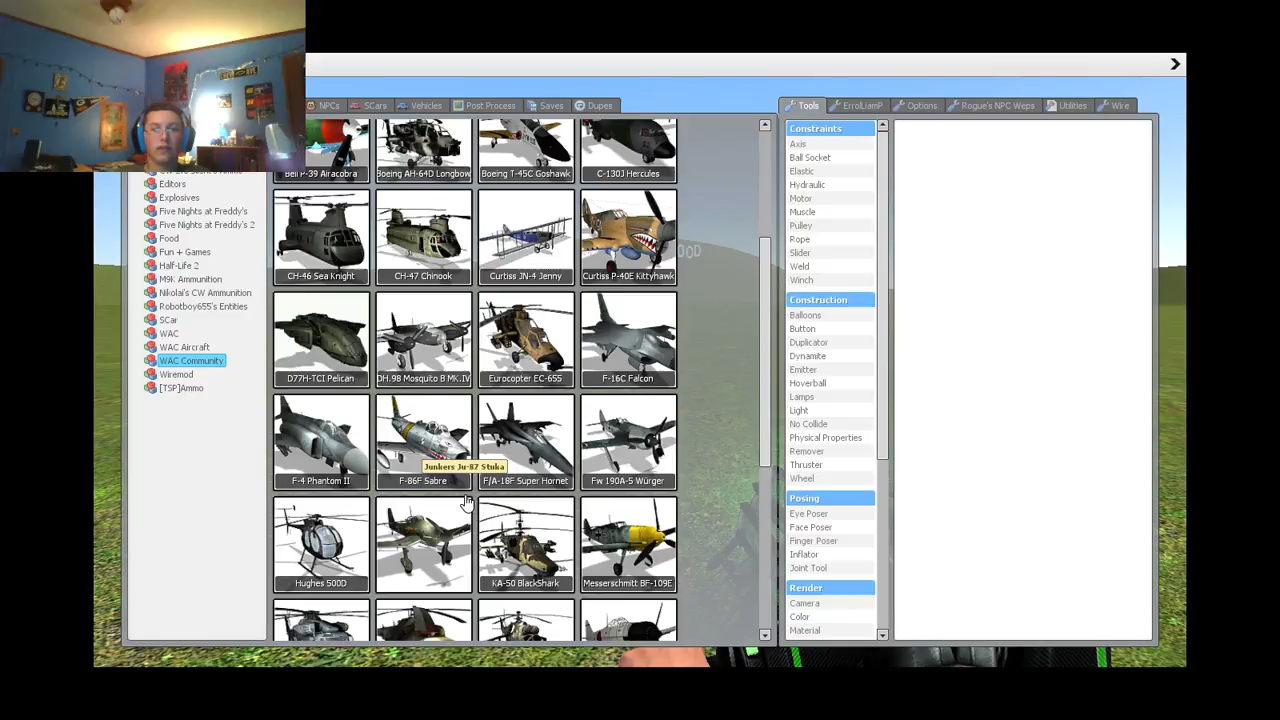 NPCs
SCars
Vehicles
Post Process
Saves
Dupes
Tools
ErrolLiamP
Options
Rogue's NPC Weps
Utilities
Wire
Editors
Explosives
Five Nights at Freddy's
Five Nights at Freddy's 2
Food
Fun + Games
Half-Life 2
M9K Ammunition
Nikolai's CW Ammunition
Robotboy655's Entities
SCar
WAC
WAC Aircraft
WAC Community
Wiremod
[TSP]Ammo
Bell P-39 Airacobra
Boeing AH-64D Longbow
Boeing T-45C Goshawk
C-130J Hercules
CH-46 Sea Knight
CH-47 Chinook
Curtiss JN-4 Jenny
Curtiss P-40E Kittyhawk
D77H-TCI Pelican
DH.98 Mosquito B MK.IV
Eurocopter EC-655
F-16C Falcon
Junkers Ju-87 Stuka
F-4 Phantom II
F-86F Sabre
F/A-18F Super Hornet
Fw 190A-5 Würger
Hughes 500D
KA-50 BlackShark
Messerschmitt BF-109E
Constraints
Axis
Ball Socket
Elastic
Hydraulic
Motor
Muscle
Pulley
Rope
Slider
Weld
Winch
Construction
Balloons
Button
Duplicator
Dynamite
Emitter
Hoverball
Lamps
Light
No Collide
Physical Properties
Remover
Thruster
Wheel
Posing
Eye Poser
Face Poser
Finger Poser
Inflator
Joint Tool
Render
Camera
Color
Material